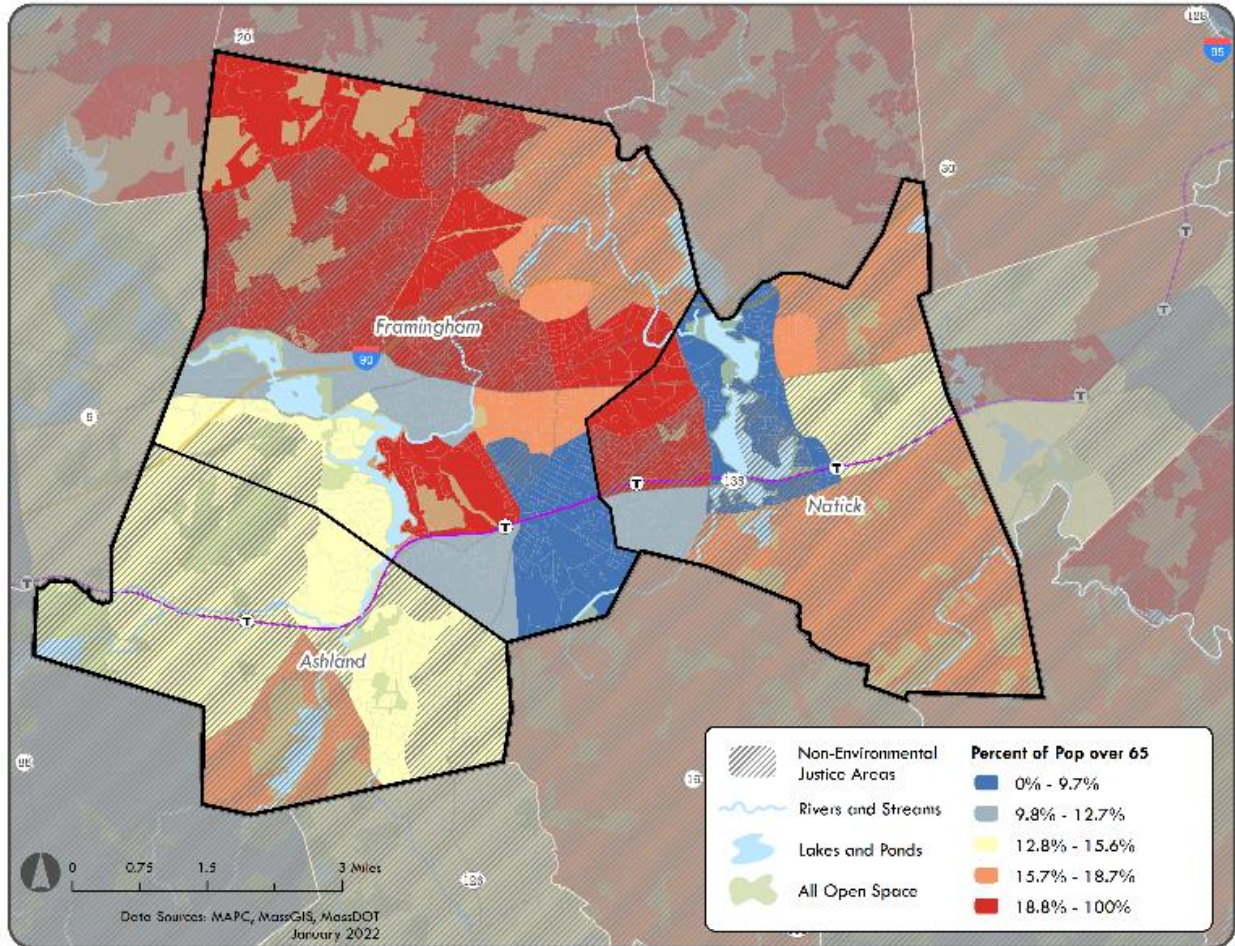 20
128
95
30
Framingham
90
9
135
Natick
Ashland
Non-Environmental
Justice Areas
Rivers and Streams
Lakes and Ponds
All Open Space
Percent of Pop over 65
0% - 9.7%
9.8% - 12.7%
12.8% - 15.6%
15.7% - 18.7%
18.8% - 100%
T
T
T
T
T
T
T
T
0 0.75 1.5 3 Miles
126
Data Sources: MAPC, MassGIS, MassDOT
January 2022